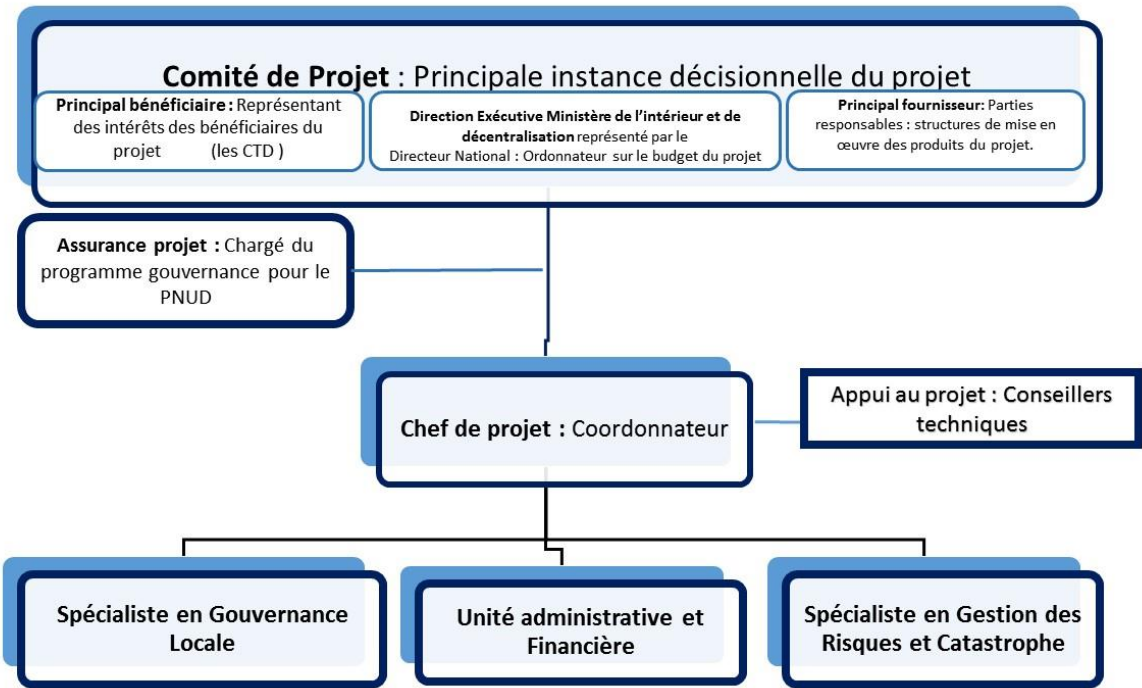 Comité de Projet : Principale instance décisionnelle du projet
Principal bénéficiaire : Représentant
des intérêts des bénéficiaires du
projet (les CTD )
Direction Exécutive Ministère de l'intérieur et de
décentralisation représenté par le
Directeur National : Ordonnateur sur le budget du projet
Principal fournisseur: Parties
responsables : structures de mise en
œuvre des produits du projet.
Assurance projet : Chargé du
programme gouvernance pour le
PNUD
Chef de projet : Coordonnateur
Appui au projet : Conseillers
techniques
Spécialiste en Gouvernance
Locale
Unité administrative et
Financière
Spécialiste en Gestion des
Risques et Catastrophe